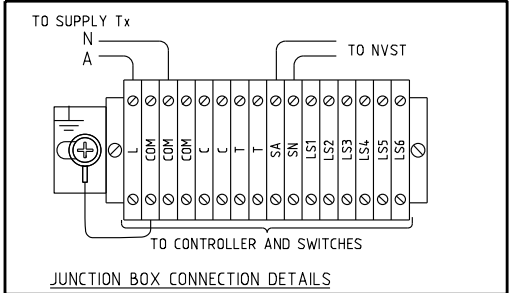 TO SUPPLY Tx
N
A
TO NVST
L COM COM COM C C T T SA SN LS1 LS2 LS3 LS4 LS5 LS6
TO CONTROLLER AND SWITCHES
JUNCTION BOX CONNECTION DETAILS